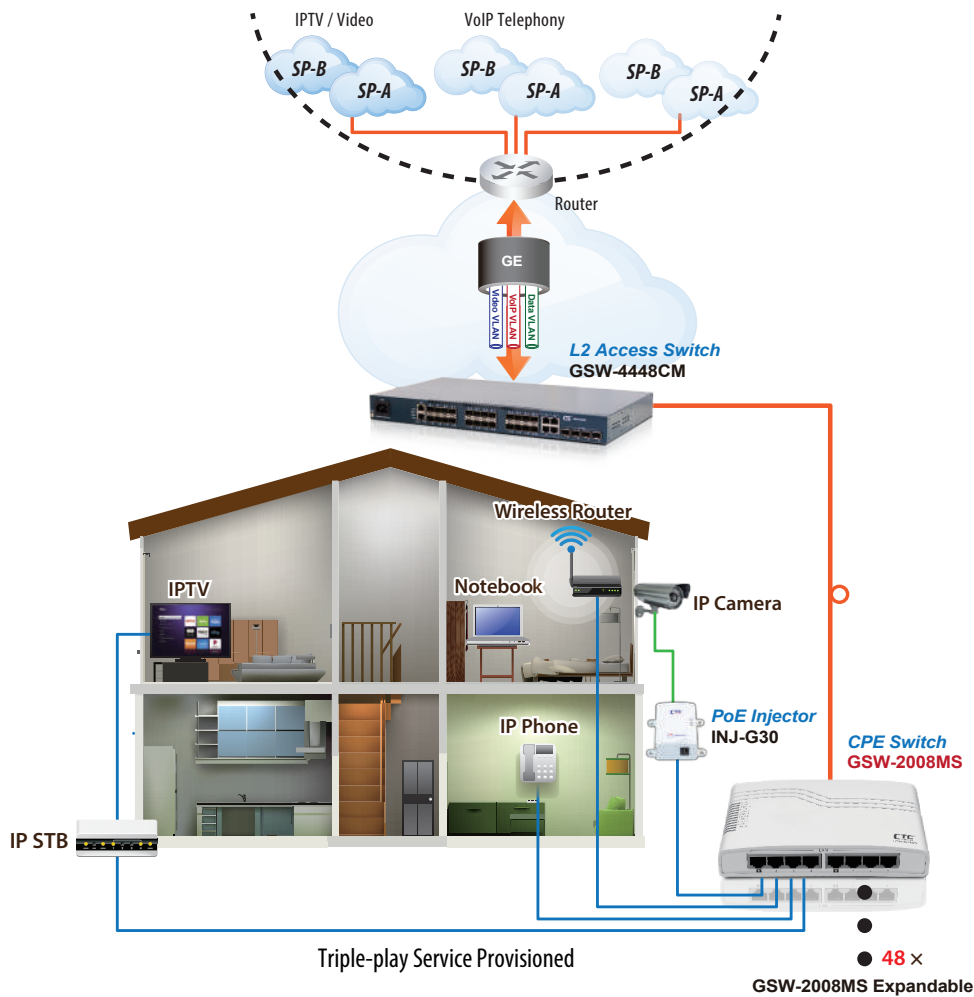 IPTV / Video
VoIP Telephony
SP-B
SP-A
SP-B
SP-A
SP-B
SP-A
Router
GE
Video VLAN
VoIP VLAN
Data VLAN
L2 Access Switch
GSW-4448CM
Wireless Router
IPTV
Notebook
IP Camera
PoE Injector
INJ-G30
IP Phone
CPE Switch
GSW-2008MS
IP STB
CTC
LAN
Triple-play Service Provisioned
48 ×
GSW-2008MS Expandable